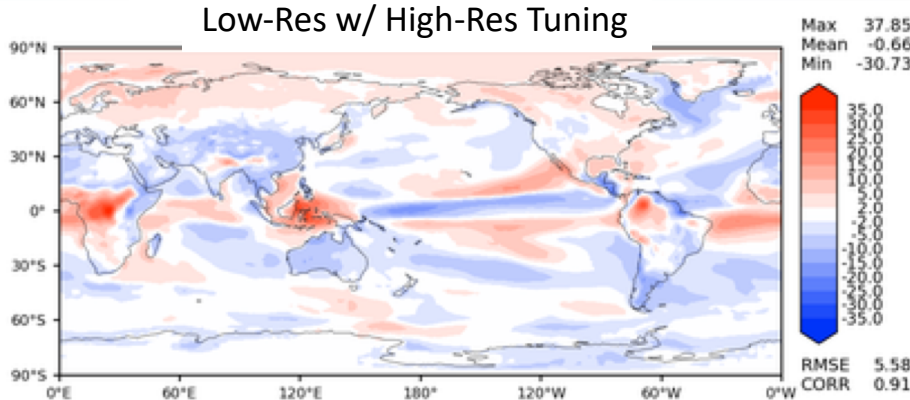 Low-Res w/ High-Res Tuning
Max 37.85
Mean -0.66
Min -30.73
90°N
60°N
30°N
0°
30°S
60°S
90°S
0°E
60°E
120°E
180°
120°W
60°W
0°W
35.0
30.0
25.0
20.0
15.0
10.0
5.0
2.0
0.0
-2.0
-5.0
-10.0
-15.0
-20.0
-25.0
-30.0
-35.0
RMSE 5.58
CORR 0.91